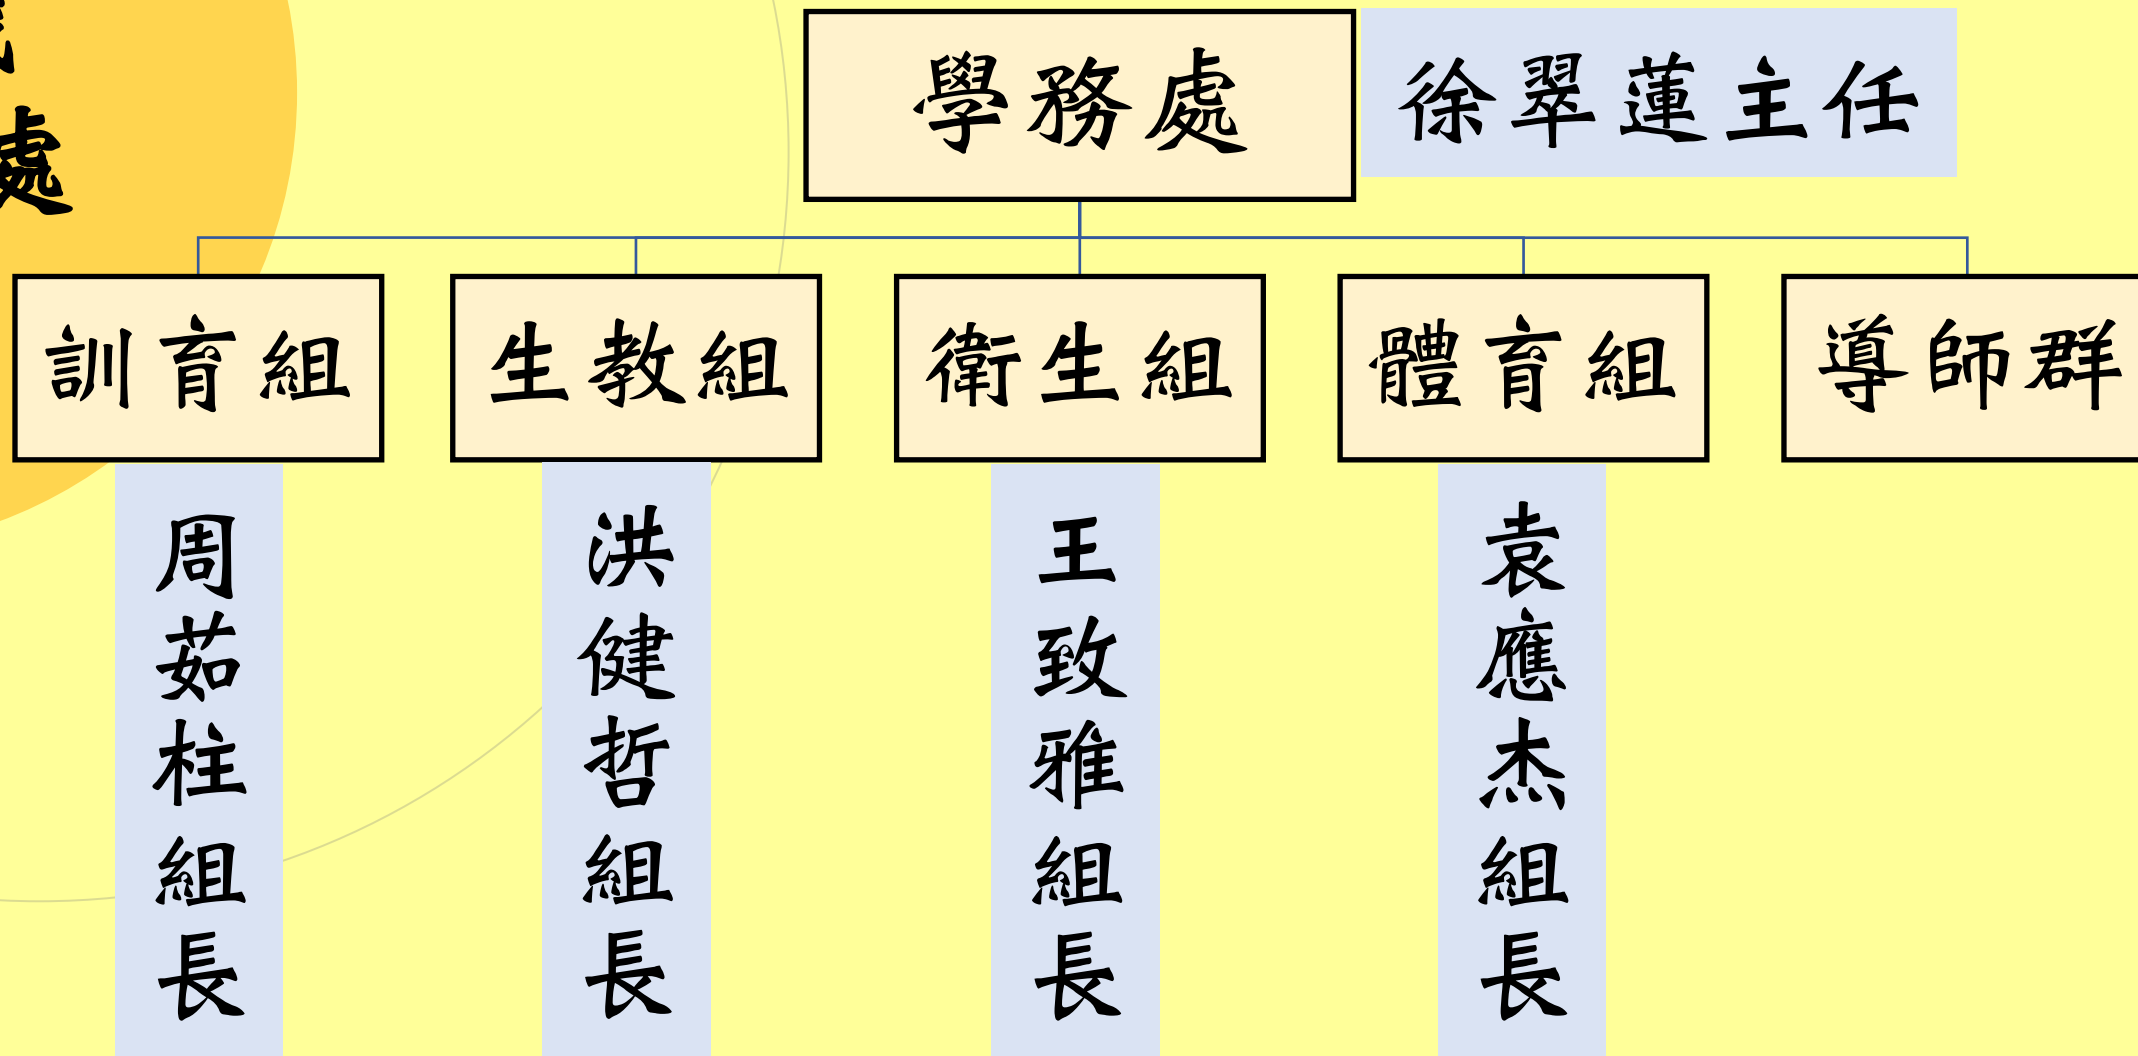 處
學務處
徐翠蓮主任
訓育組
生教組
衛生組
體育組
導師群
周茹柱組長
洪健哲組長
王致雅組長
袁應杰組長